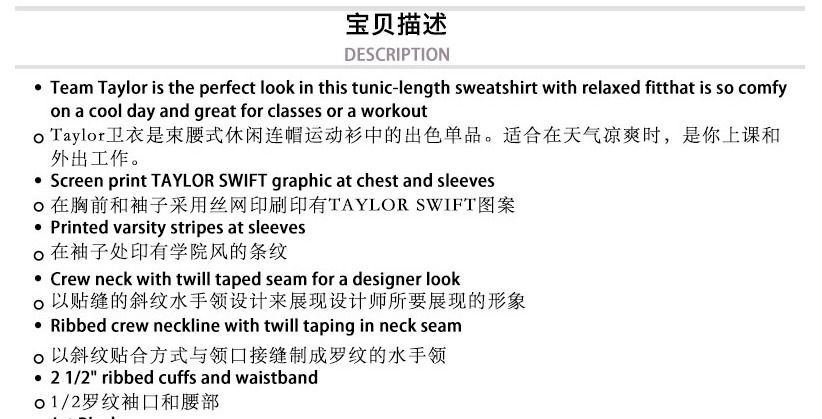 宝贝描述
DESCRIPTION
• Team Taylor is the perfect look in this tunic-length sweatshirt with relaxed fitthat is so comfy
on a cool day and great for classes or a workout
o Taylor卫衣是束腰式休闲连帽运动衫中的出色单品。适合在天气凉爽时，是你上课和
外出工作。
• Screen print TAYLOR SWIFT graphic at chest and sleeves
o 在胸前和袖子采用丝网印刷印有TAYLOR SWIFT图案
• Printed varsity stripes at sleeves
o 在袖子处印有学院风的条纹
• Crew neck with twill taped seam for a designer look
o 以贴缝的斜纹水手领设计来展现设计师所要展现的形象
• Ribbed crew neckline with twill taping in neck seam
o 以斜纹贴合方式与领口接缝制成罗纹的水手领
• 2 1/2" ribbed cuffs and waistband
o 1/2罗纹袖口和腰部